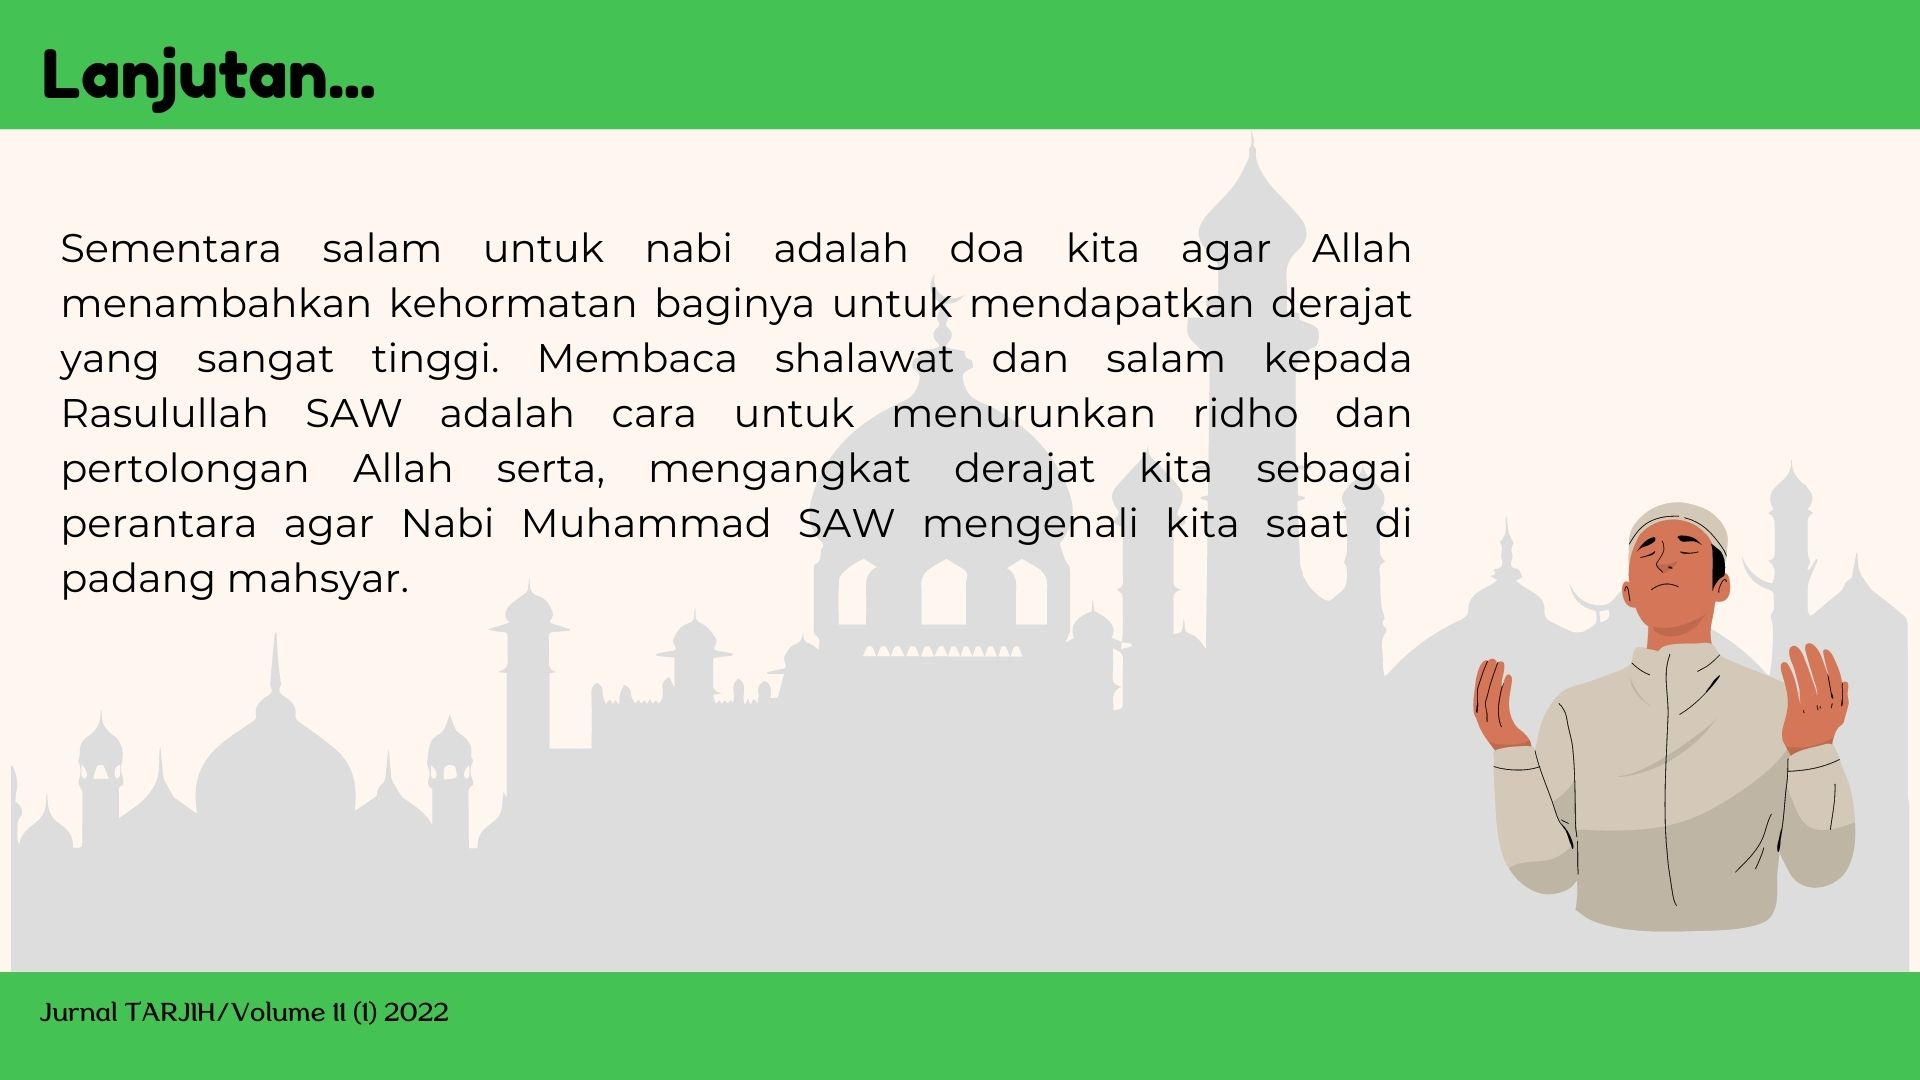 Lanjutan...
Sementara salam untuk nabi adalah doa kita agar Allah
menambahkan kehormatan baginya untuk mendapatkan derajat
yang sangat tinggi. Membaca shalawat dan salam kepada
Rasulullah SAW adalah cara untuk menurunkan ridho dan
pertolongan Allah serta, mengangkat derajat kita sebagai
perantara agar Nabi Muhammad SAW mengenali kita saat di
padang mahsyar.
Jurnal TARJIH/Volume 11 (1) 2022